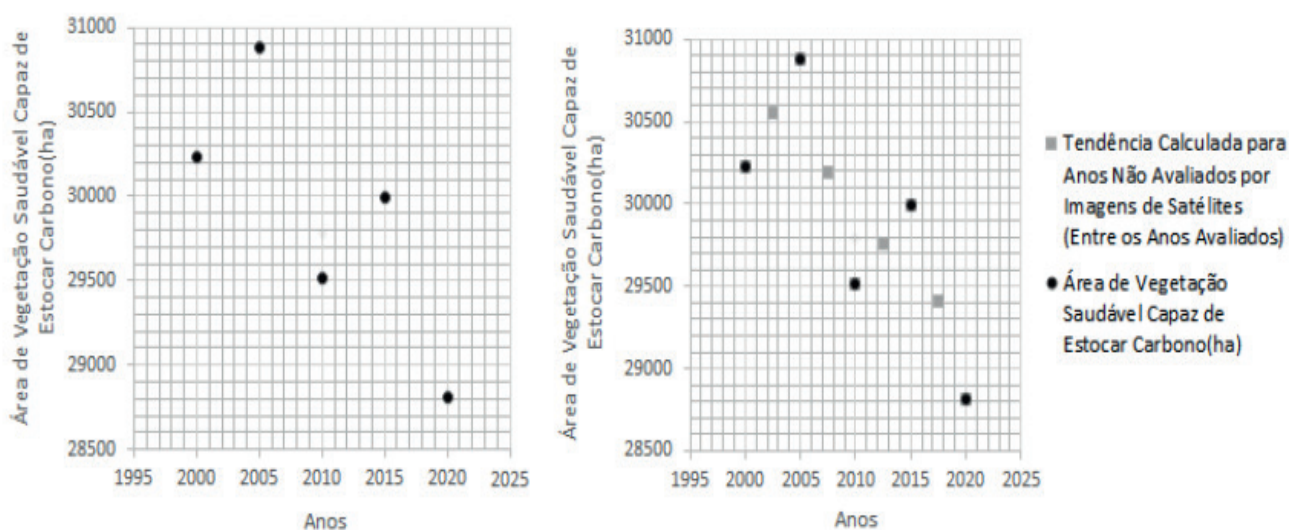 Área de Vegetação Saudável Capaz de
Estocar Carbono(ha)
31000
30500
30000
29500
29000
28500
1995 2000 2005 2010 2015 2020 2025
Anos
Área de Vegetação Saudável Capaz de
Estocar Carbono(ha)
31000
30500
30000
29500
29000
28500
1995 2000 2005 2010 2015 2020 2025
Anos
Tendência Calculada para
Anos Não Avaliados por
Imagens de Satélites
(Entre os Anos Avaliados)
Área de Vegetação
Saudável Capaz de
Estocar Carbono(ha)